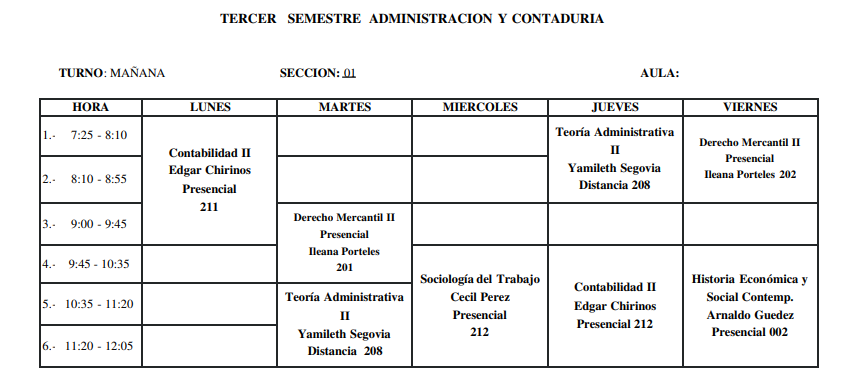 TERCER SEMESTRE ADMINISTRACION Y CONTADURIA
TURNO: MAÑANA SECCION: 01 AULA:
HORA LUNES MARTES MIERCOLES JUEVES VIERNES
1.- 7:25 - 8:10
2.- 8:10 - 8:55
3.- 9:00 - 9:45
4.- 9:45 - 10:35
5.- 10:35 - 11:20
6.- 11:20 - 12:05
Contabilidad II
Edgar Chirinos
Presencial
211
Derecho Mercantil II
Presencial
Ileana Porteles
201
Teoría Administrativa
II
Yamileth Segovia
Distancia 208
Sociología del Trabajo
Cecil Perez
Presencial
212
Teoría Administrativa
II
Yamileth Segovia
Distancia 208
Contabilidad II
Edgar Chirinos
Presencial 212
Derecho Mercantil II
Presencial
Ileana Porteles 202
Historia Económica y
Social Contemp.
Arnaldo Guedez
Presencial 002